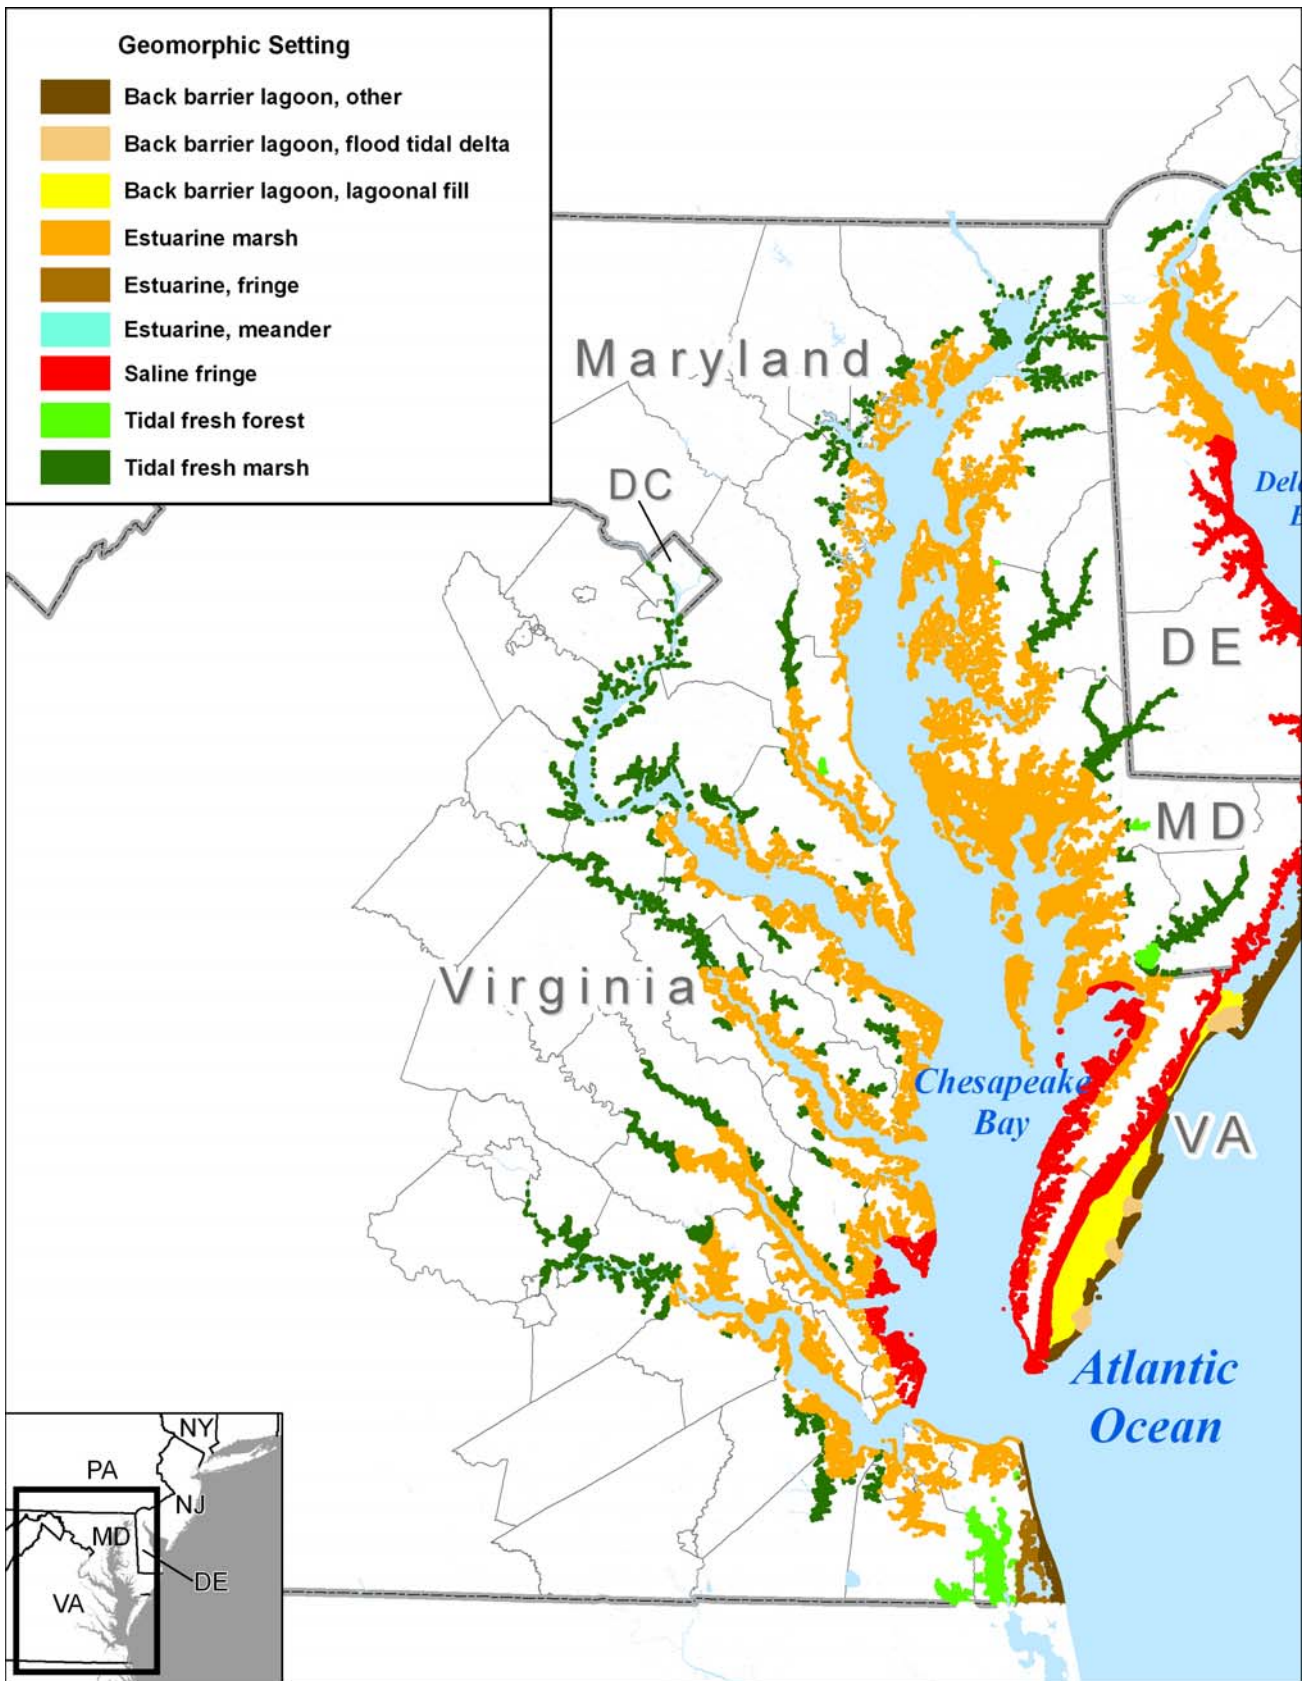 Geomorphic Setting
Back barrier lagoon, other
Back barrier lagoon, flood tidal delta
Back barrier lagoon, lagoonal fill
Estuarine marsh
Estuarine, fringe
Estuarine, meander
Saline fringe
Tidal fresh forest
Tidal fresh marsh
Maryland
DC
Del
DE
MD
Virginia
Chesapeake
Bay
VA
Atlantic
Ocean
NY
PA
NJ
MD
DE
VA